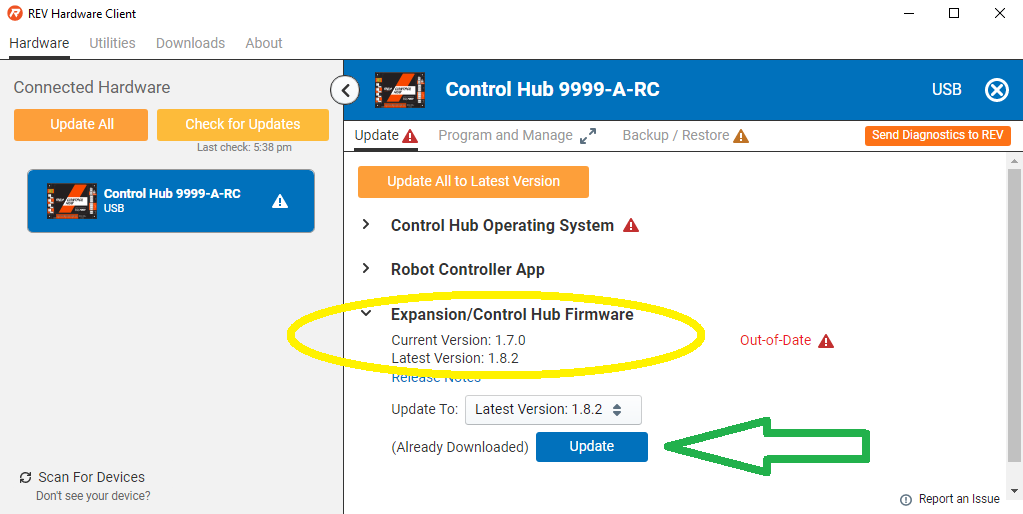 REV Hardware Client
Hardware Utilities Downloads About
Connected Hardware
Update All Check for Updates
Last check: 5:38 pm
Control Hub 9999-A-RC
USB
Control Hub 9999-A-RC USB
Update Program and Manage Backup / Restore Send Diagnostics to REV
Update All to Latest Version
Control Hub Operating System
Robot Controller App
Expansion/Control Hub Firmware
Current Version: 1.7.0 Out-of-Date
Latest Version: 1.8.2
Release Notes
Update To: Latest Version: 1.8.2
(Already Downloaded) Update
Scan For Devices
Don't see your device?
Report an Issue